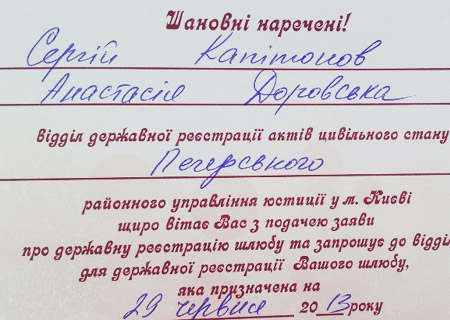 Шановні наречені!
Сергій Капітонов
Анастасія Доровська
відділ державної реєстрації актів цивільного стану
Печерського
районного управління юстиції у м. Києві
щиро вітає Вас з подачею заяви
про державну реєстрацію шлюбу та запрошує до відділ
для державної реєстрації Вашого шлюбу,
яка призначена на
29 червня 2013 року